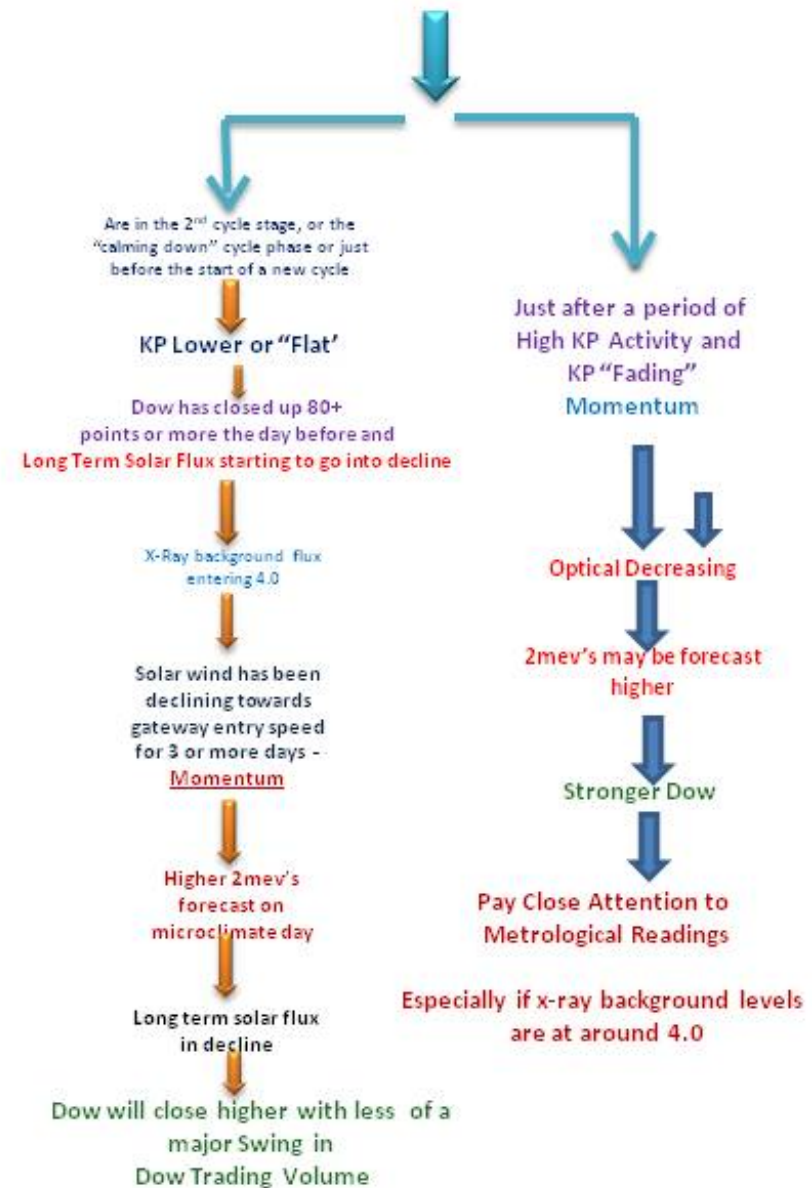 Are in the 2nd cycle stage, or the
"calming down" cycle phase or just
before the start of a new cycle
KP Lower or "Flat'
Dow has closed up 80+
points or more the day before and
Long Term Solar Flux starting to go into decline
X-Ray background flux
entering 4.0
Solar wind has been
declining towards
gateway entry speed
for 3 or more days -
Momentum
Higher 2mev's
forecast on
microclimate day
Long term solar flux
in decline
Dow will close higher with less of a
major Swing in
Dow Trading Volume
Just after a period of
High KP Activity and
KP "Fading"
Momentum
Optical Decreasing
2mev's may be forecast
higher
Stronger Dow
Pay Close Attention to
Metrological Readings
Especially if x-ray background levels
are at around 4.0